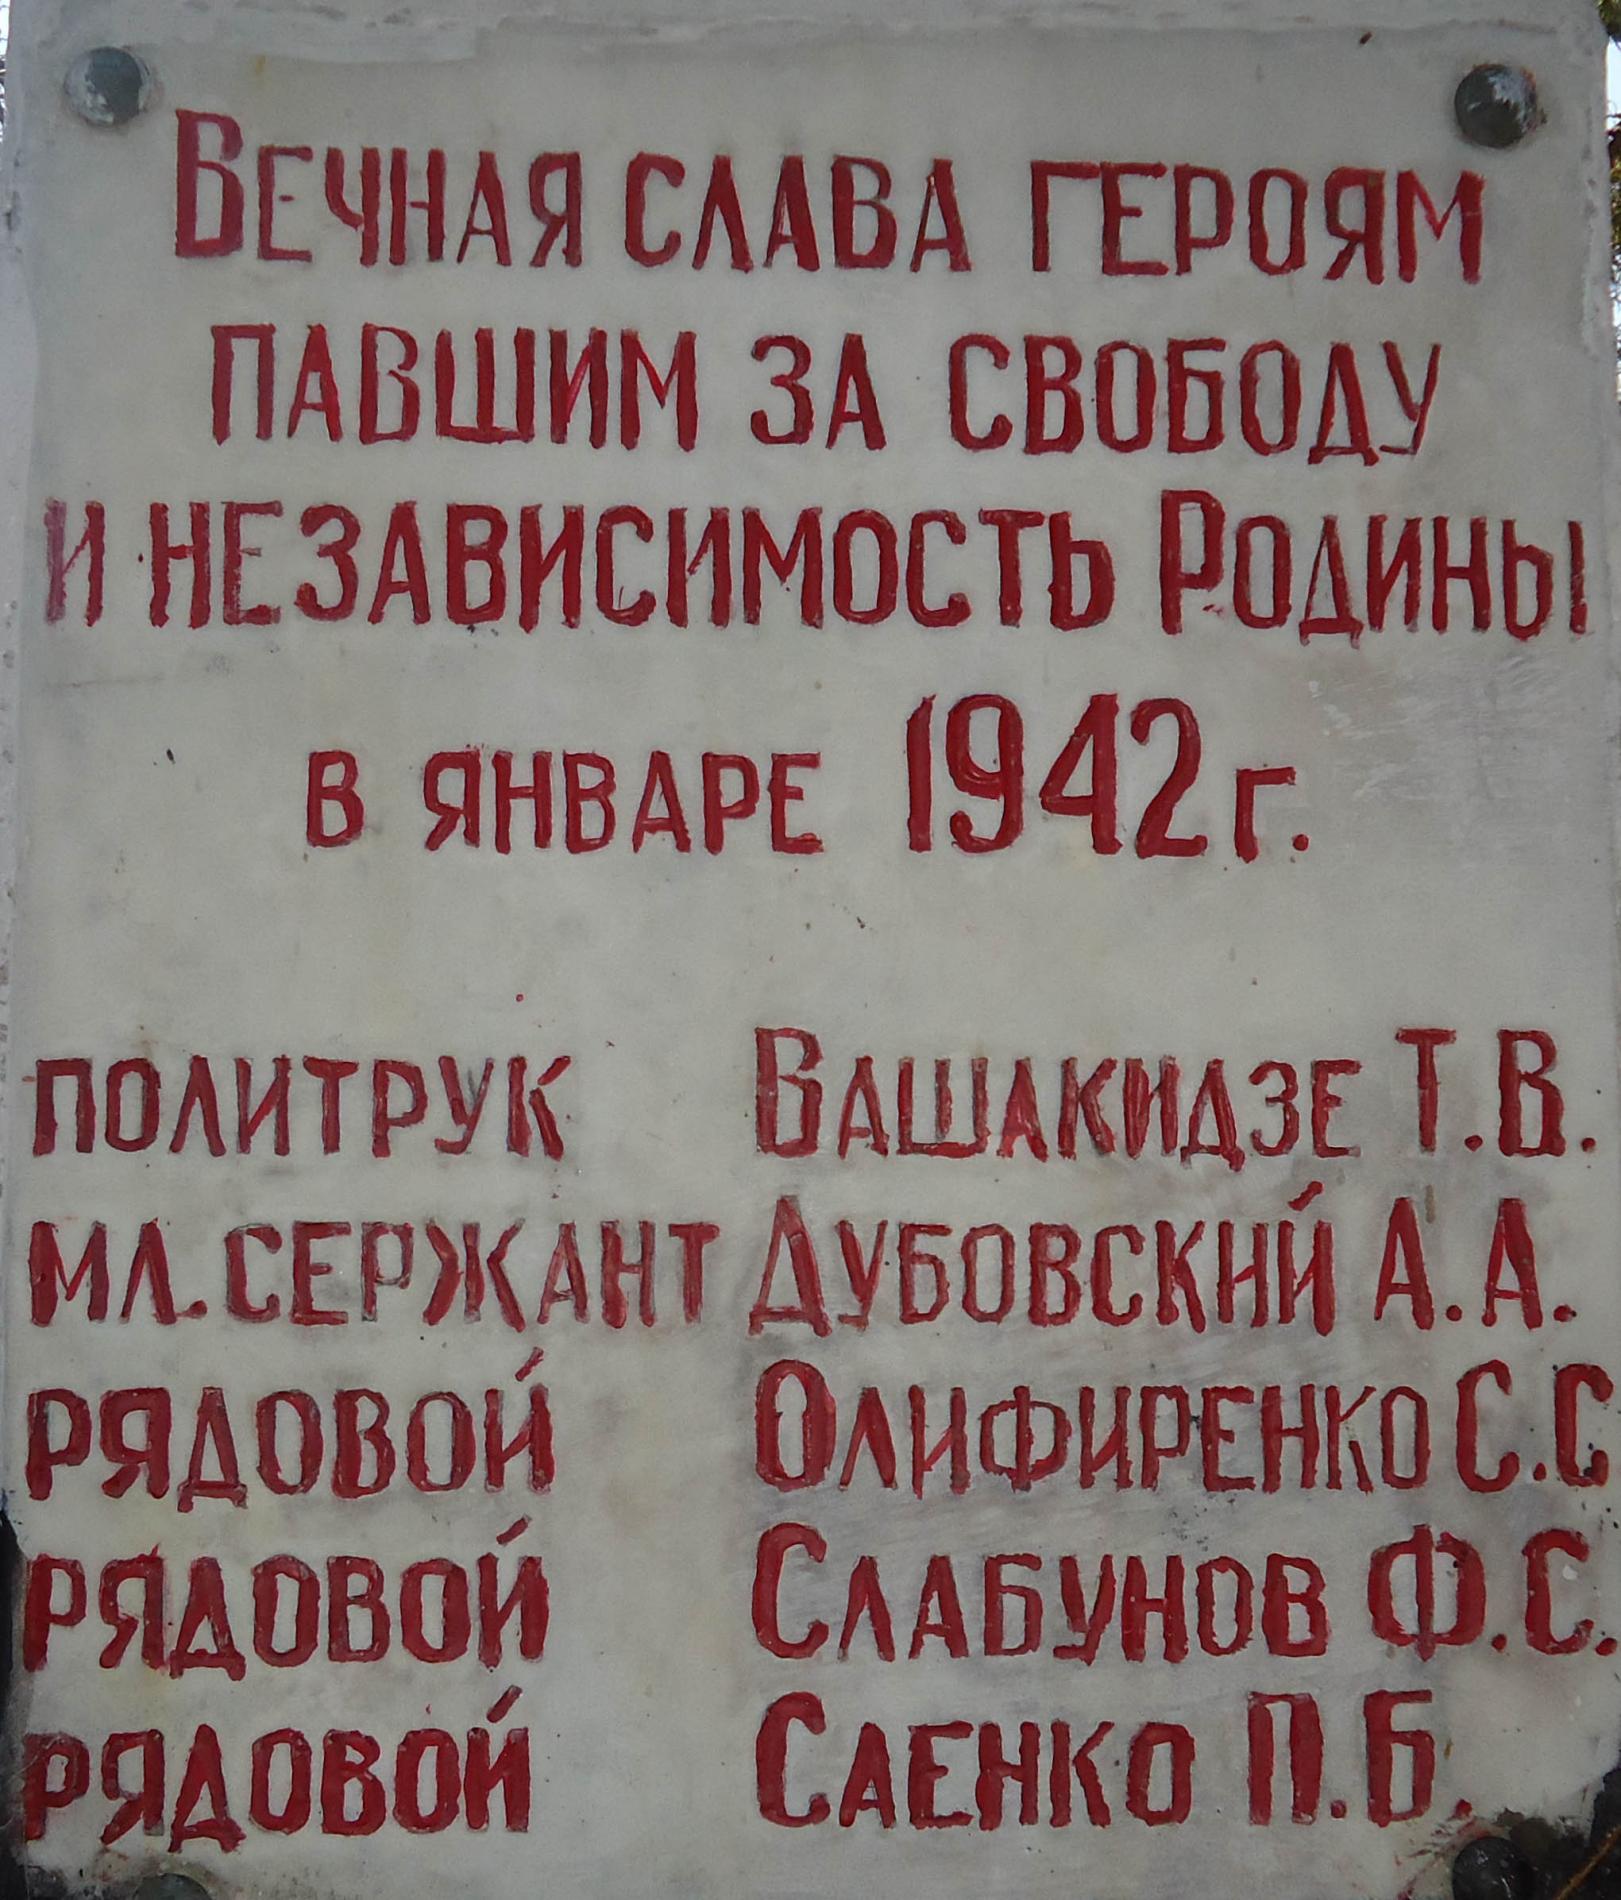 Вечная слава героям
павшим за свободу
и независимость Родины
в январе 1942 г.
политрук Вашакидзе Т.В.
мл. сержант Дубовский А.А.
рядовой Олифиренко С.С
рядовой Слабунов Ф.С.
рядовой Саенко П.Б.